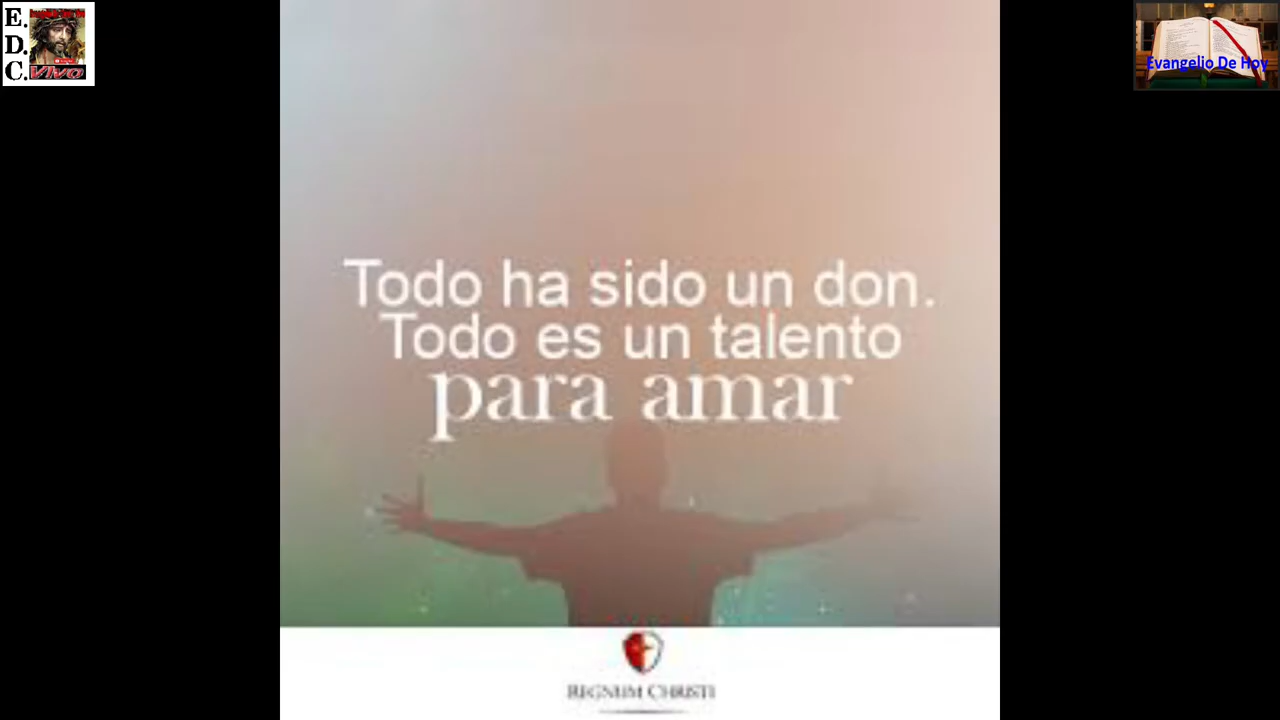 E.
D.
C.
VIVO
Evangelio De Hoy
Todo ha sido un don.
Todo es un talento
para amar
REGNUM CHRISTI